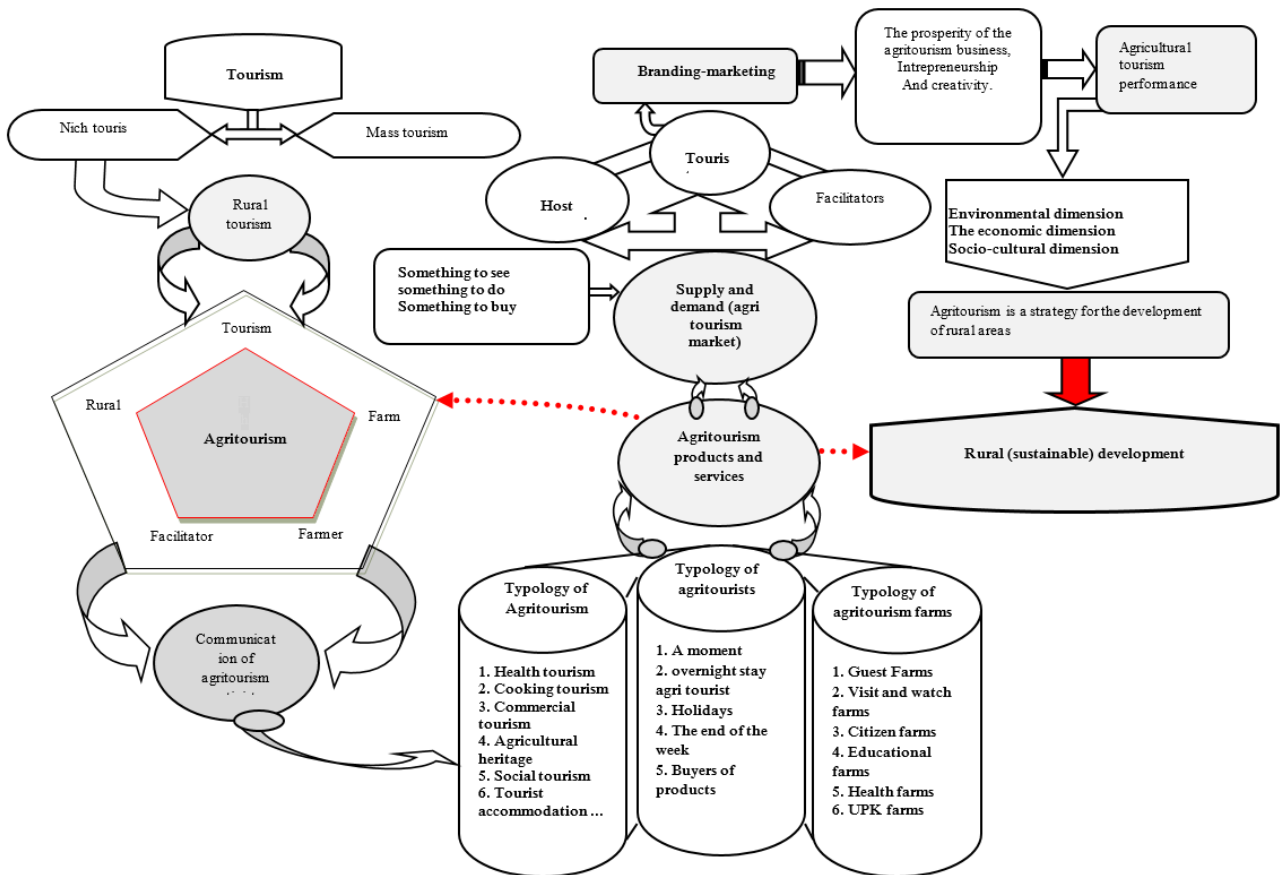 Tourism
Nich touris
Mass tourism
Rural
tourism
Tourism
Rural
Farm
Agritourism
Facilitator
Farmer
Communicat
ion of
agritourism
Branding-marketing
The prosperity of the
agritourism business,
Intrepreneurship
And creativity.
Agricultural
tourism
performance
Touris
Host
Facilitators
Something to see
something to do
Something to buy
Supply and
demand (agri
tourism
market)
Environmental dimension
The economic dimension
Socio-cultural dimension
Agritourism is a strategy for the development
of rural areas
Agritourism
products and
services
Rural (sustainable) development
Typology of
Agritourism
1. Health tourism
2. Cooking tourism
3. Commercial
tourism
4. Agricultural
heritage
5. Social tourism
6. Tourist
accommodation ...
Typology of
agritourists
1. A moment
2. overnight stay
agri tourist
3. Holidays
4. The end of the
week
5. Buyers of
products
Typology of
agritourism farms
1. Guest Farms
2. Visit and watch
farms
3. Citizen farms
4. Educational
farms
5. Health farms
6. UPK farms